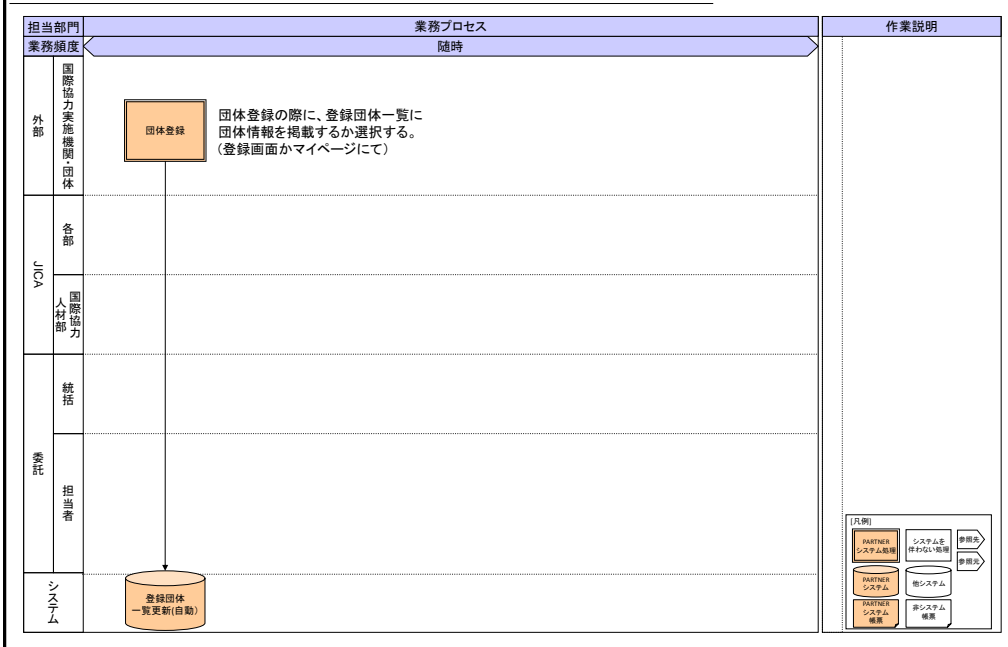 担当部門
業務プロセス
作業説明
業務頻度
随時
外部
国際協力実施機関・団体
団体登録
団体登録の際に、登録団体一覧に
団体情報を掲載するか選択する。
(登録画面かマイページにて)
JICA
各部
国際協力
人材部
委託
統括
担当者
システム
登録団体
一覧更新(自動)
[凡例]
PARTNER
システム処理
システムを
伴わない処理
参照先
参照元
PARTNER
システム
他システム
PARTNER
システム
帳票
非システム
帳票